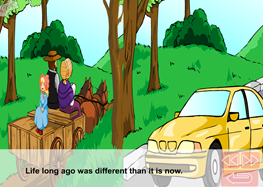 Life long ago was different than it is now.